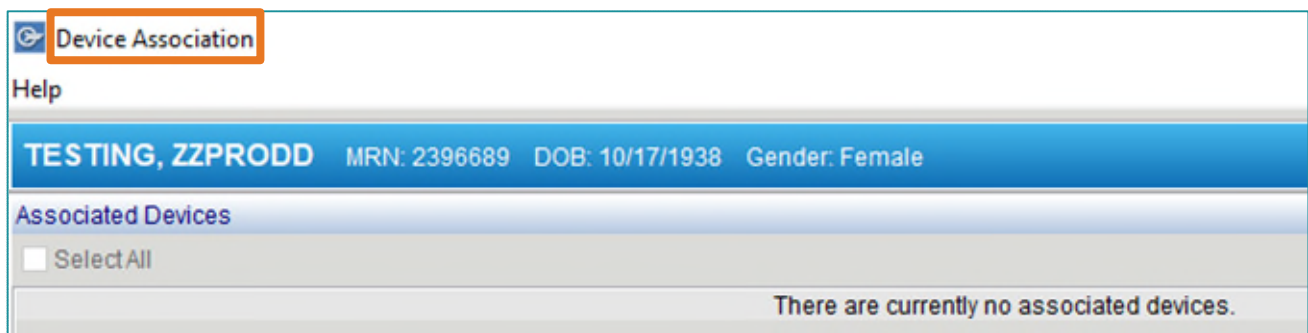 Device Association
Help
TESTING, ZZPRODD MRN: 2396689 DOB: 10/17/1938 Gender: Female
Associated Devices
Select All
There are currently no associated devices.